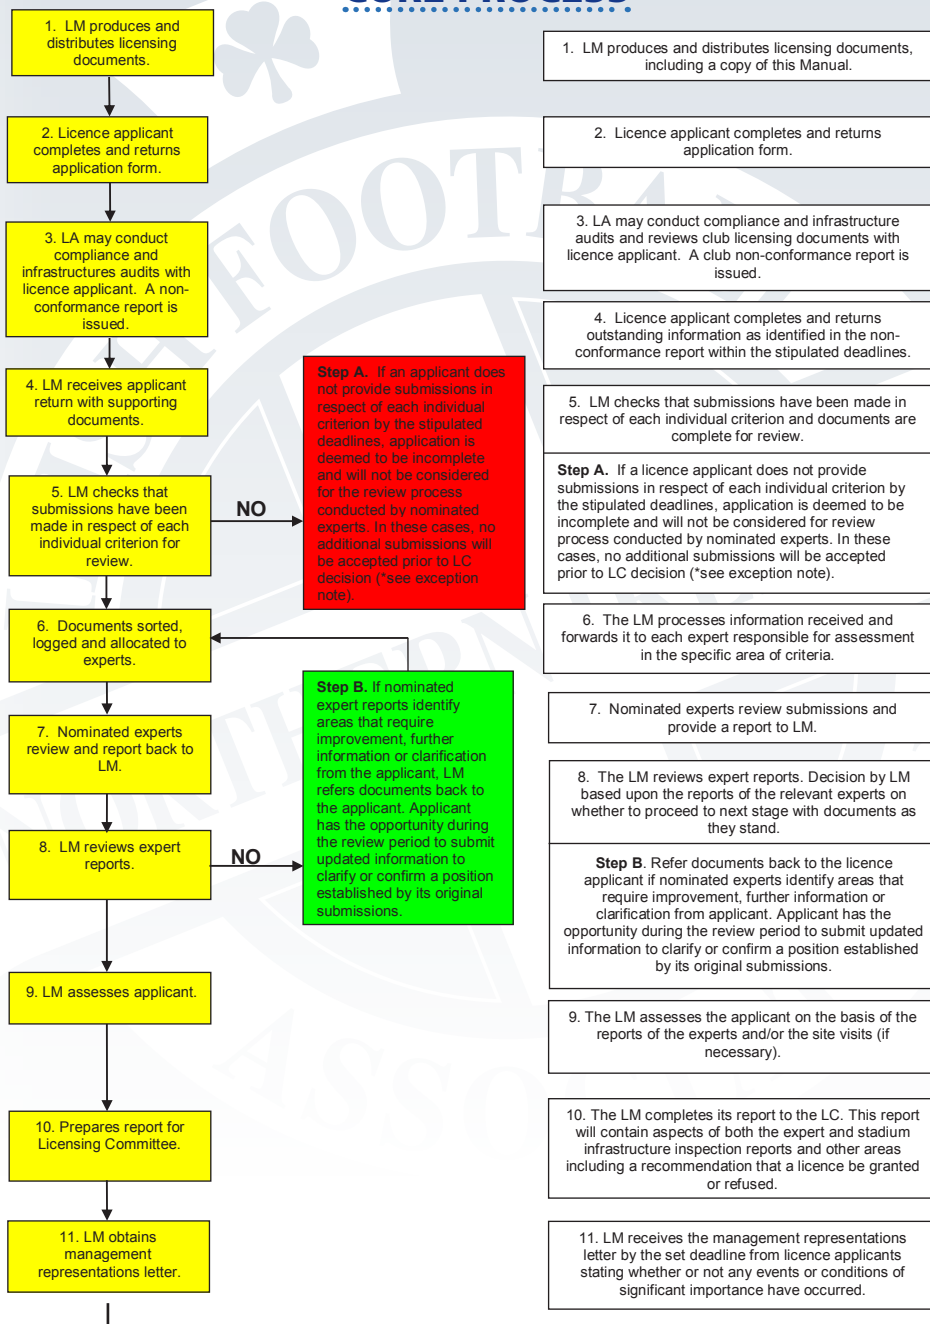 CORE PROCESS
1. LM produces and
distributes licensing
documents.
2. Licence applicant
completes and returns
application form.
3. LA may conduct
compliance and
infrastructures audits with
licence applicant. A non-
conformance report is
issued.
4. LM receives applicant
return with supporting
documents.
5. LM checks that
submissions have been
made in respect of each
individual criterion for
review.
NO
Step A. If an applicant does
not provide submissions in
respect of each individual
criterion by the stipulated
deadlines, application is
deemed to be incomplete
and will not be considered
for the review process
conducted by nominated
experts. In these cases, no
additional submissions will
be accepted prior to LC
decision (*see exception
note).
6. Documents sorted,
logged and allocated to
experts.
7. Nominated experts
review and report back to
LM.
8. LM reviews expert
reports.
NO
Step B. If nominated
expert reports identify
areas that require
improvement, further
information or clarification
from the applicant, LM
refers documents back to
the applicant. Applicant
has the opportunity during
the review period to submit
updated information to
clarify or confirm a position
established by its original
submissions.
9. LM assesses applicant.
10. Prepares report for
Licensing Committee.
11. LM obtains
management
representations letter.
1. LM produces and distributes licensing documents,
including a copy of this Manual.
2. Licence applicant completes and returns
application form.
3. LA may conduct compliance and infrastructure
audits and reviews club licensing documents with
licence applicant. A club non-conformance report is
issued.
4. Licence applicant completes and returns
outstanding information as identified in the non-
conformance report within the stipulated deadlines.
5. LM checks that submissions have been made in
respect of each individual criterion and documents are
complete for review.
Step A. If a licence applicant does not provide
submissions in respect of each individual criterion by
the stipulated deadlines, application is deemed to be
incomplete and will not be considered for review
process conducted by nominated experts. In these
cases, no additional submissions will be accepted
prior to LC decision (*see exception note).
6. The LM processes information received and
forwards it to each expert responsible for assessment
in the specific area of criteria.
7. Nominated experts review submissions and
provide a report to LM.
8. The LM reviews expert reports. Decision by LM
based upon the reports of the relevant experts on
whether to proceed to next stage with documents as
they stand.
Step B. Refer documents back to the licence
applicant if nominated experts identify areas that
require improvement, further information or
clarification from applicant. Applicant has the
opportunity during the review period to submit updated
information to clarify or confirm a position established
by its original submissions.
9. The LM assesses the applicant on the basis of the
reports of the experts and/or the site visits (if
necessary).
10. The LM completes its report to the LC. This report
will contain aspects of both the expert and stadium
infrastructure inspection reports and other areas
including a recommendation that a licence be granted
or refused.
11. LM receives the management representations
letter by the set deadline from licence applicants
stating whether or not any events or conditions of
significant importance have occurred.